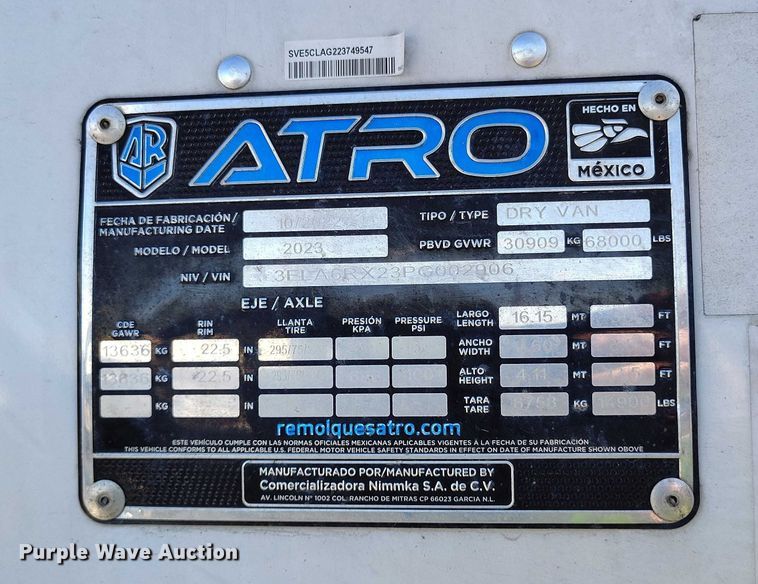 SVE5CLAG223749547
AR ATRO
HECHO EN
MÉXICO
FECHA DE FABRICACIÓN/
MANUFACTURING DATE
TIPO / TYPE DRY VAN
MODELO / MODEL 2023
PBVD GVWR 30909 KG 68000 LBS
NIV / VIN
EJE / AXLE
CDE
GAWR
RIN
RIM
LLANTA
TIRE
PRESIÓN
KPA
PRESSURE
PSI
13636 KG 22.5 IN
13636 KG 22.5 IN
KG IN
LARGO
LENGTH 16.15 MT FT
ANCHO
WIDTH MT FT
ALTO
HEIGHT 4.11 MT FT
TARA
TARE KG LBS
remolquesatro.com
ESTE VEHÍCULO CUMPLE CON LAS NORMAS OFICIALES MEXICANAS APLICABLES VIGENTES À LA FECHA DE SU FABRICACIÓN
THIS VEHICLE CONFORMS TO ALL APPLICABLE U.S. FEDERAL MOTOR VEHICLE SAFETY STANDARDS IN EFFECT ON DATE OF MANUFACTURE SHOWN ABOVE
MANUFACTURADO POR/MANUFACTURED BY
Comercializadora Nimmka S.A. de C.V.
AV. LINCOLN N° 1002 COL. RANCHO DE MITRAS CP 66023 GARCIA N.L.
Purple Wave Auction